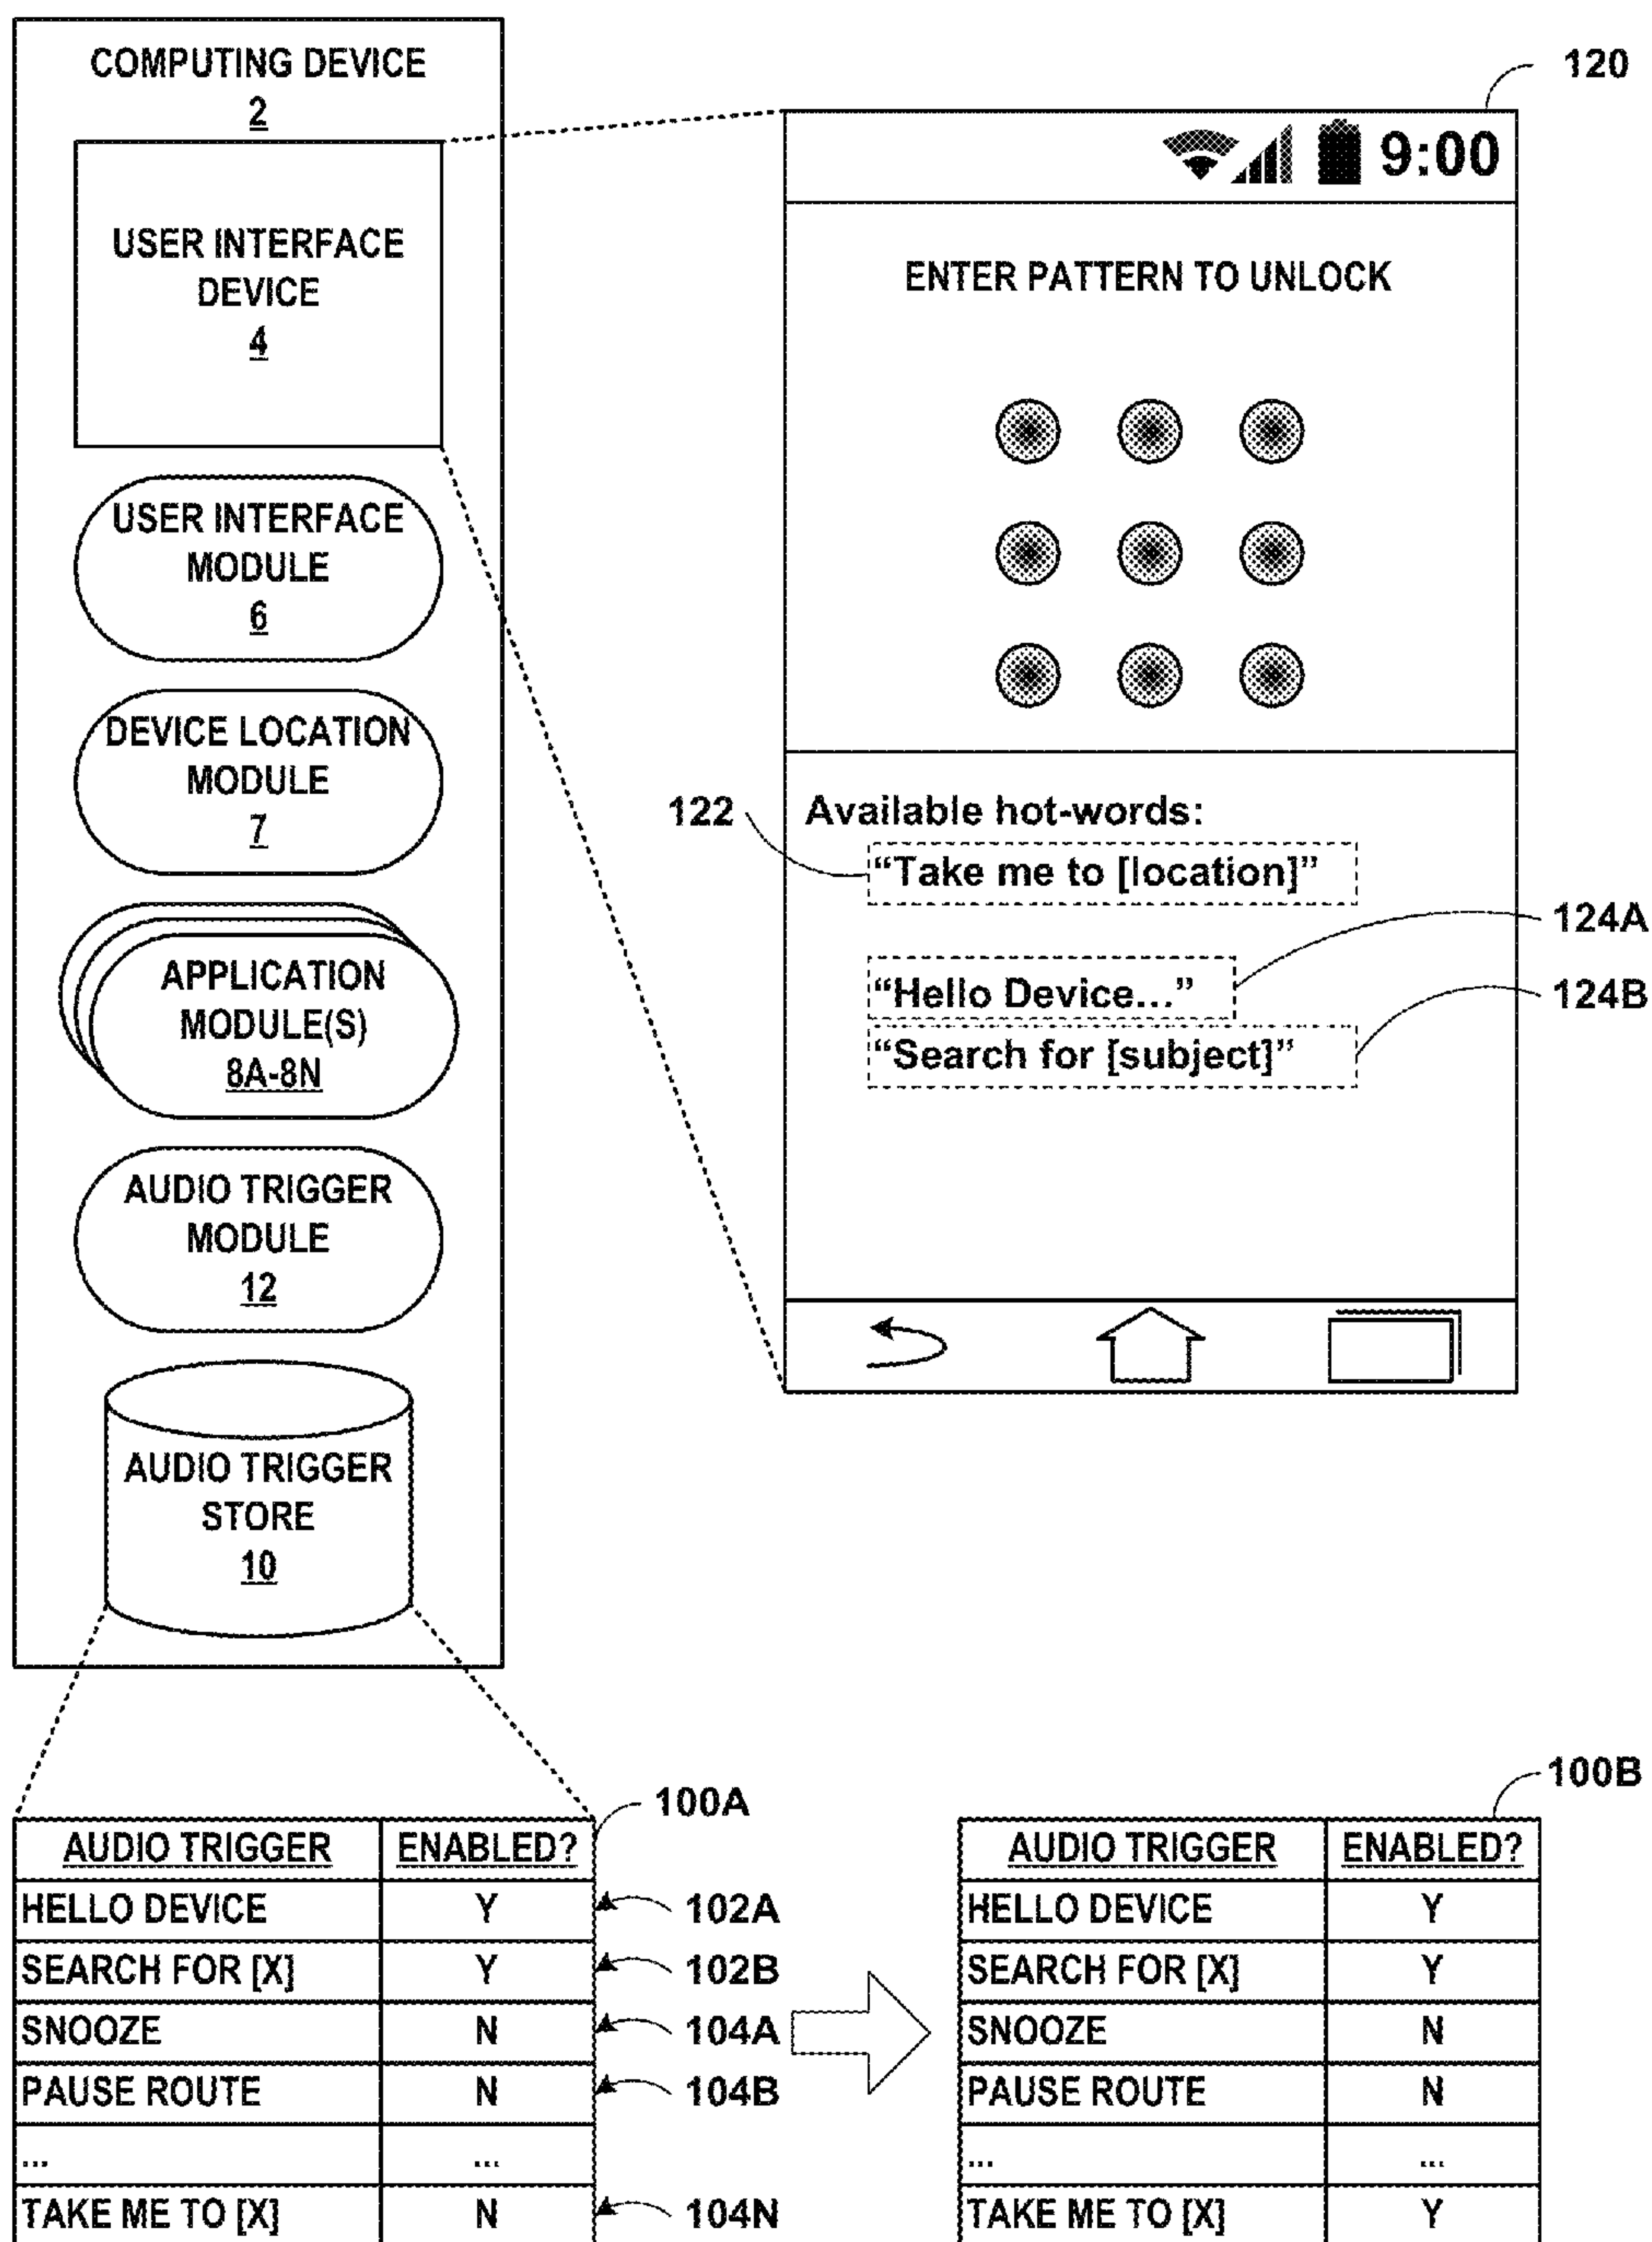 COMPUTING DEVICE
2
USER INTERFACE
DEVICE
4
USER INTERFACE
MODULE
6
DEVICE LOCATION
MODULE
7
APPLICATION
MODULE(S)
8A-8N
AUDIO TRIGGER
MODULE
12
AUDIO TRIGGER
STORE
10
120
9:00
ENTER PATTERN TO UNLOCK
122
Available hot-words:
“Take me to [location]”
124A
“Hello Device...”
124B
“Search for [subject]”
100A
AUDIO TRIGGER ENABLED?
HELLO DEVICE Y 102A
SEARCH FOR [X] Y 102B
SNOOZE N 104A
PAUSE ROUTE N 104B
... ...
TAKE ME TO [X] N 104N
100B
AUDIO TRIGGER ENABLED?
HELLO DEVICE Y
SEARCH FOR [X] Y
SNOOZE N
PAUSE ROUTE N
... ...
TAKE ME TO [X] Y